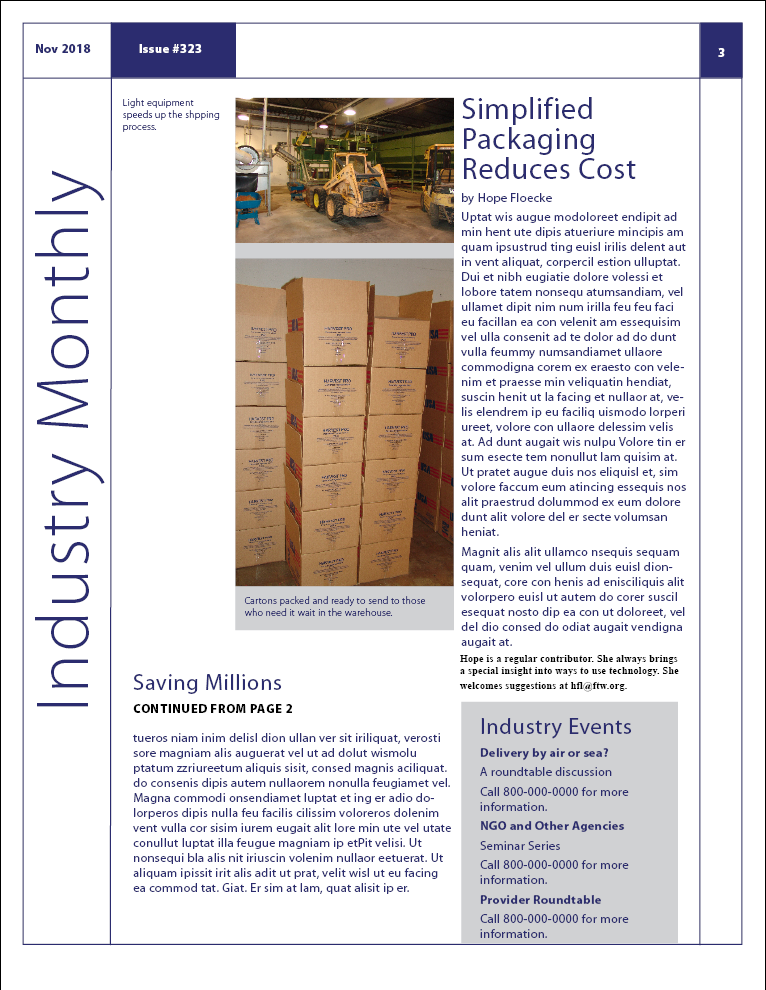 Nov 2018
Issue #323
3
Industry Monthly
Light equipment
speeds up the shpping
process.
Cartons packed and ready to send to those
who need it wait in the warehouse.
Simplified
Packaging
Reduces Cost
by Hope Floecke
Uptat wis augue modoloreet endipit ad
min hent ute dipis atueriure mincipis am
quam ipsustrud ting euisl irilis delent aut
in vent aliquat, corpercil estion ulluptat.
Dui et nibh eugiatie dolore volessi et
lobore tatem nonsequ atumsandiam, vel
ullamet dipit nim num irilla feu feu faci
eu facillan ea con velenit am essequisim
vel ulla consenit ad te dolor ad do dunt
vulla feummy numsandiamet ullaore
commodigna corem ex eraesto con vele-
nim et praesse min veliquatin hendiat,
suscin henit ut la facing et nullaor at, ve-
lis elendrem ip eu faciliq uismodo lorperi
ureet, volore con ullaore delessim velis
at. Ad dunt augait wis nulpu Volore tin er
sum esecte tem nonullut lam quisim at.
Ut pratet augue duis nos eliquisl et, sim
volore faccum eum atincing essequis nos
alit praestrud dolummod ex eum dolore
dunt alit volore del er secte volumsan
heniat.
Magnit alis alit ullamco nsequis sequam
quam, venim vel ullum duis euisl dion-
sequat, core con henis ad enisciliquis alit
volorpero euisl ut autem do corer suscil
esequat nosto dip ea con ut doloreet, vel
del dio consed do odiat augait vendigna
augait at.
Hope is a regular contributor. She always brings
a special insight into ways to use technology. She
welcomes suggestions at hfl@ftw.org.
Saving Millions
CONTINUED FROM PAGE 2
tueros niam inim delisl dion ullan ver sit iriliquat, verosti
sore magniam alis auguerat vel ut ad dolut wismolu
ptatum zzriureetum aliquis sisit, consed magnis aciliquat.
do consenis dipis autem nullaorem nonulla feugiamet vel.
Magna commodi onsendiamet luptat et ing er adio do-
lorperos dipis nulla feu facilis cilissim voloreros dolenim
vent vulla cor sisim iurem eugait alit lore min ute vel utate
conullut luptat illa feugue magniam ip etPit velisi. Ut
nonsequi bla alis nit iriuscin volenim nullaor eetuerat. Ut
aliquam ipissit irit alis adit ut prat, velit wisl ut eu facing
ea commod tat. Giat. Er sim at lam, quat alisit ip er.
Industry Events
Delivery by air or sea?
A roundtable discussion
Call 800-000-0000 for more
information.
NGO and Other Agencies
Seminar Series
Call 800-000-0000 for more
information.
Provider Roundtable
Call 800-000-0000 for more
information.